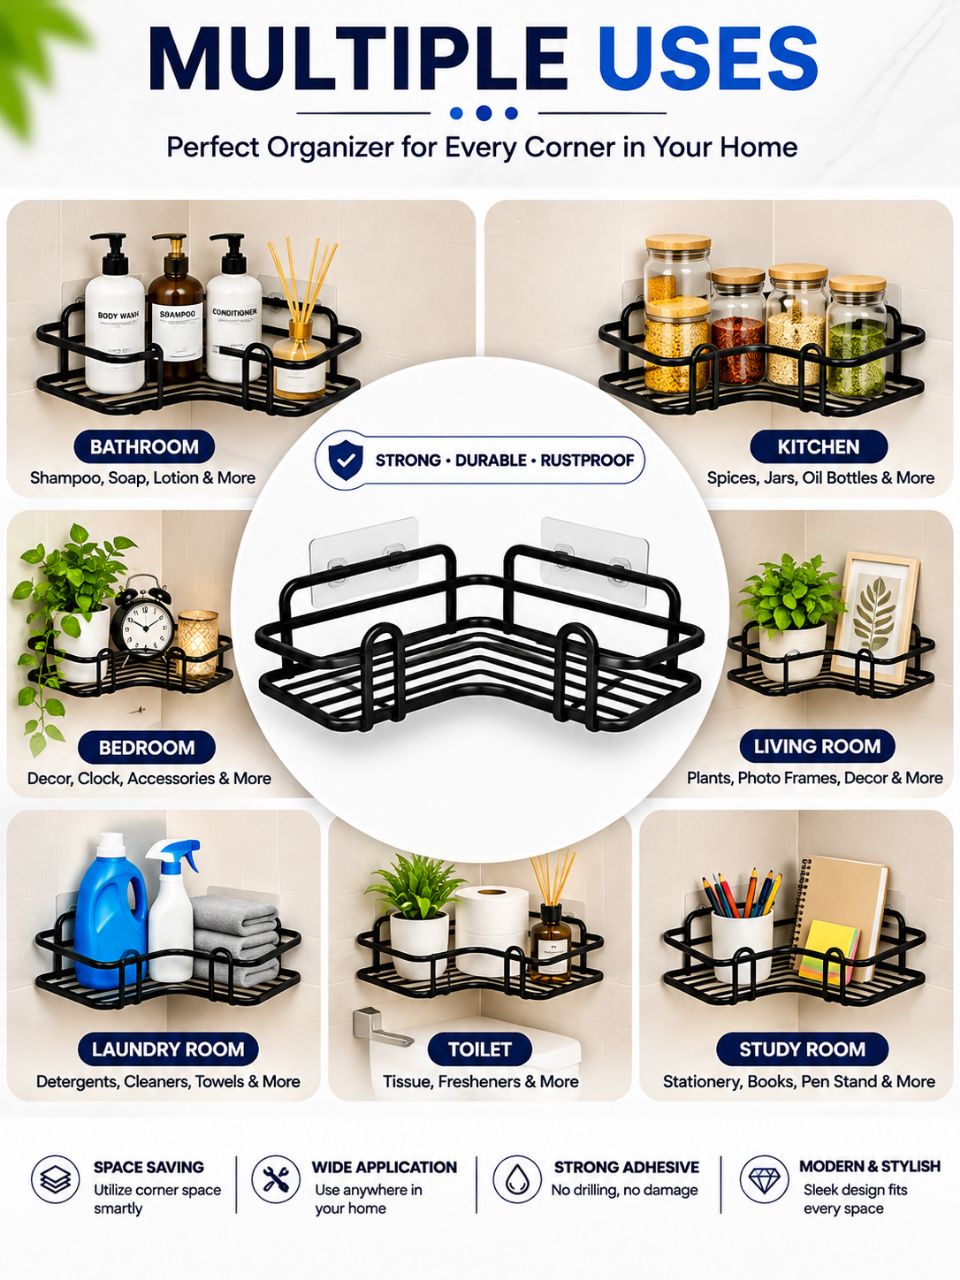 MULTIPLE USES
Perfect Organizer for Every Corner in Your Home
BODY WASH
SHAMPOO
CONDITIONER
BATHROOM
Shampoo, Soap, Lotion & More
KITCHEN
Spices, Jars, Oil Bottles & More
STRONG • DURABLE • RUSTPROOF
BEDROOM
Decor, Clock, Accessories & More
LIVING ROOM
Plants, Photo Frames, Decor & More
LAUNDRY ROOM
Detergents, Cleaners, Towels & More
TOILET
Tissue, Fresheners & More
STUDY ROOM
Stationery, Books, Pen Stand & More
SPACE SAVING
Utilize corner space
smartly
WIDE APPLICATION
Use anywhere in
your home
STRONG ADHESIVE
No drilling, no damage
MODERN & STYLISH
Sleek design fits
every space